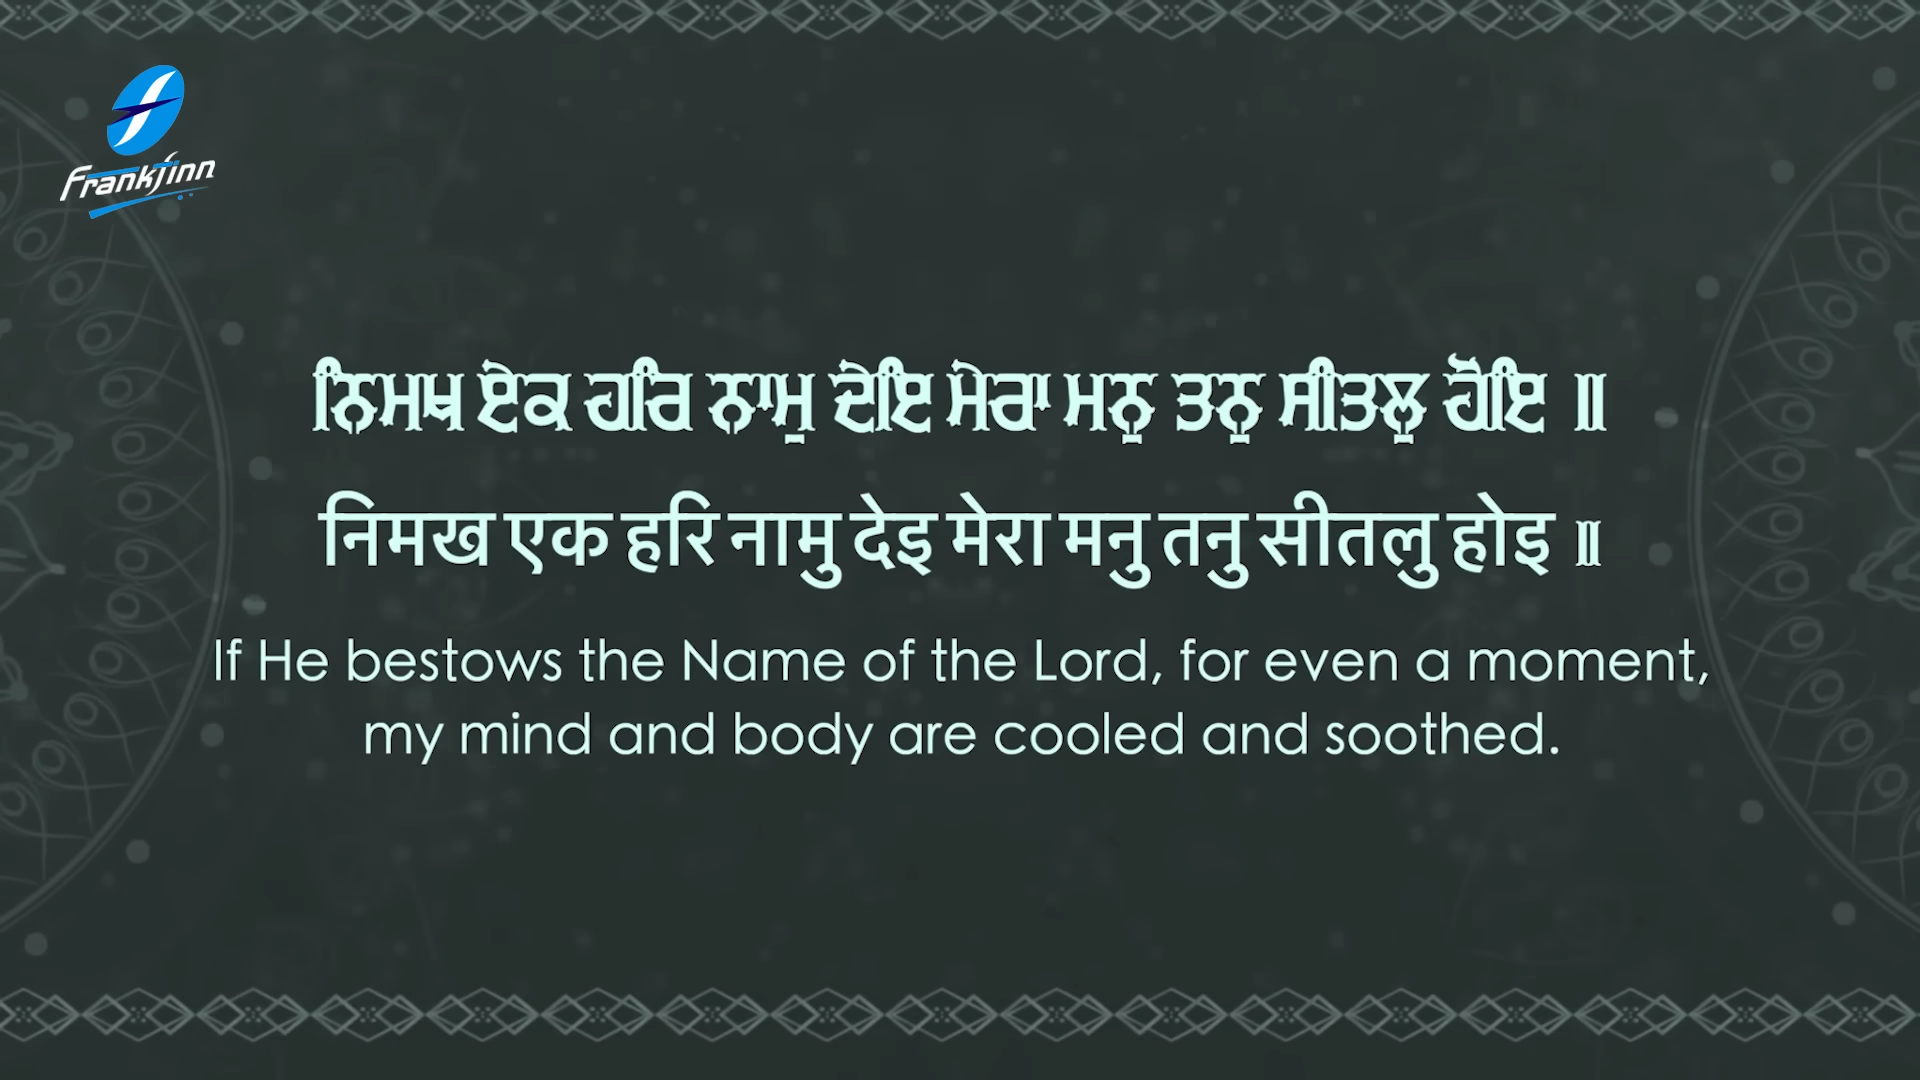 Frankfinn
ਨਿਮਖ ਏਕ ਹਰਿ ਨਾਮੁ ਦੇਇ ਮੇਰਾ ਮਨੁ ਤਨੁ ਸੀਤਲੁ ਹੋਇ ॥
निमख एक हरि नामु देइ मेरा मनु तनु सीतलु होइ ॥
If He bestows the Name of the Lord, for even a moment,
my mind and body are cooled and soothed.